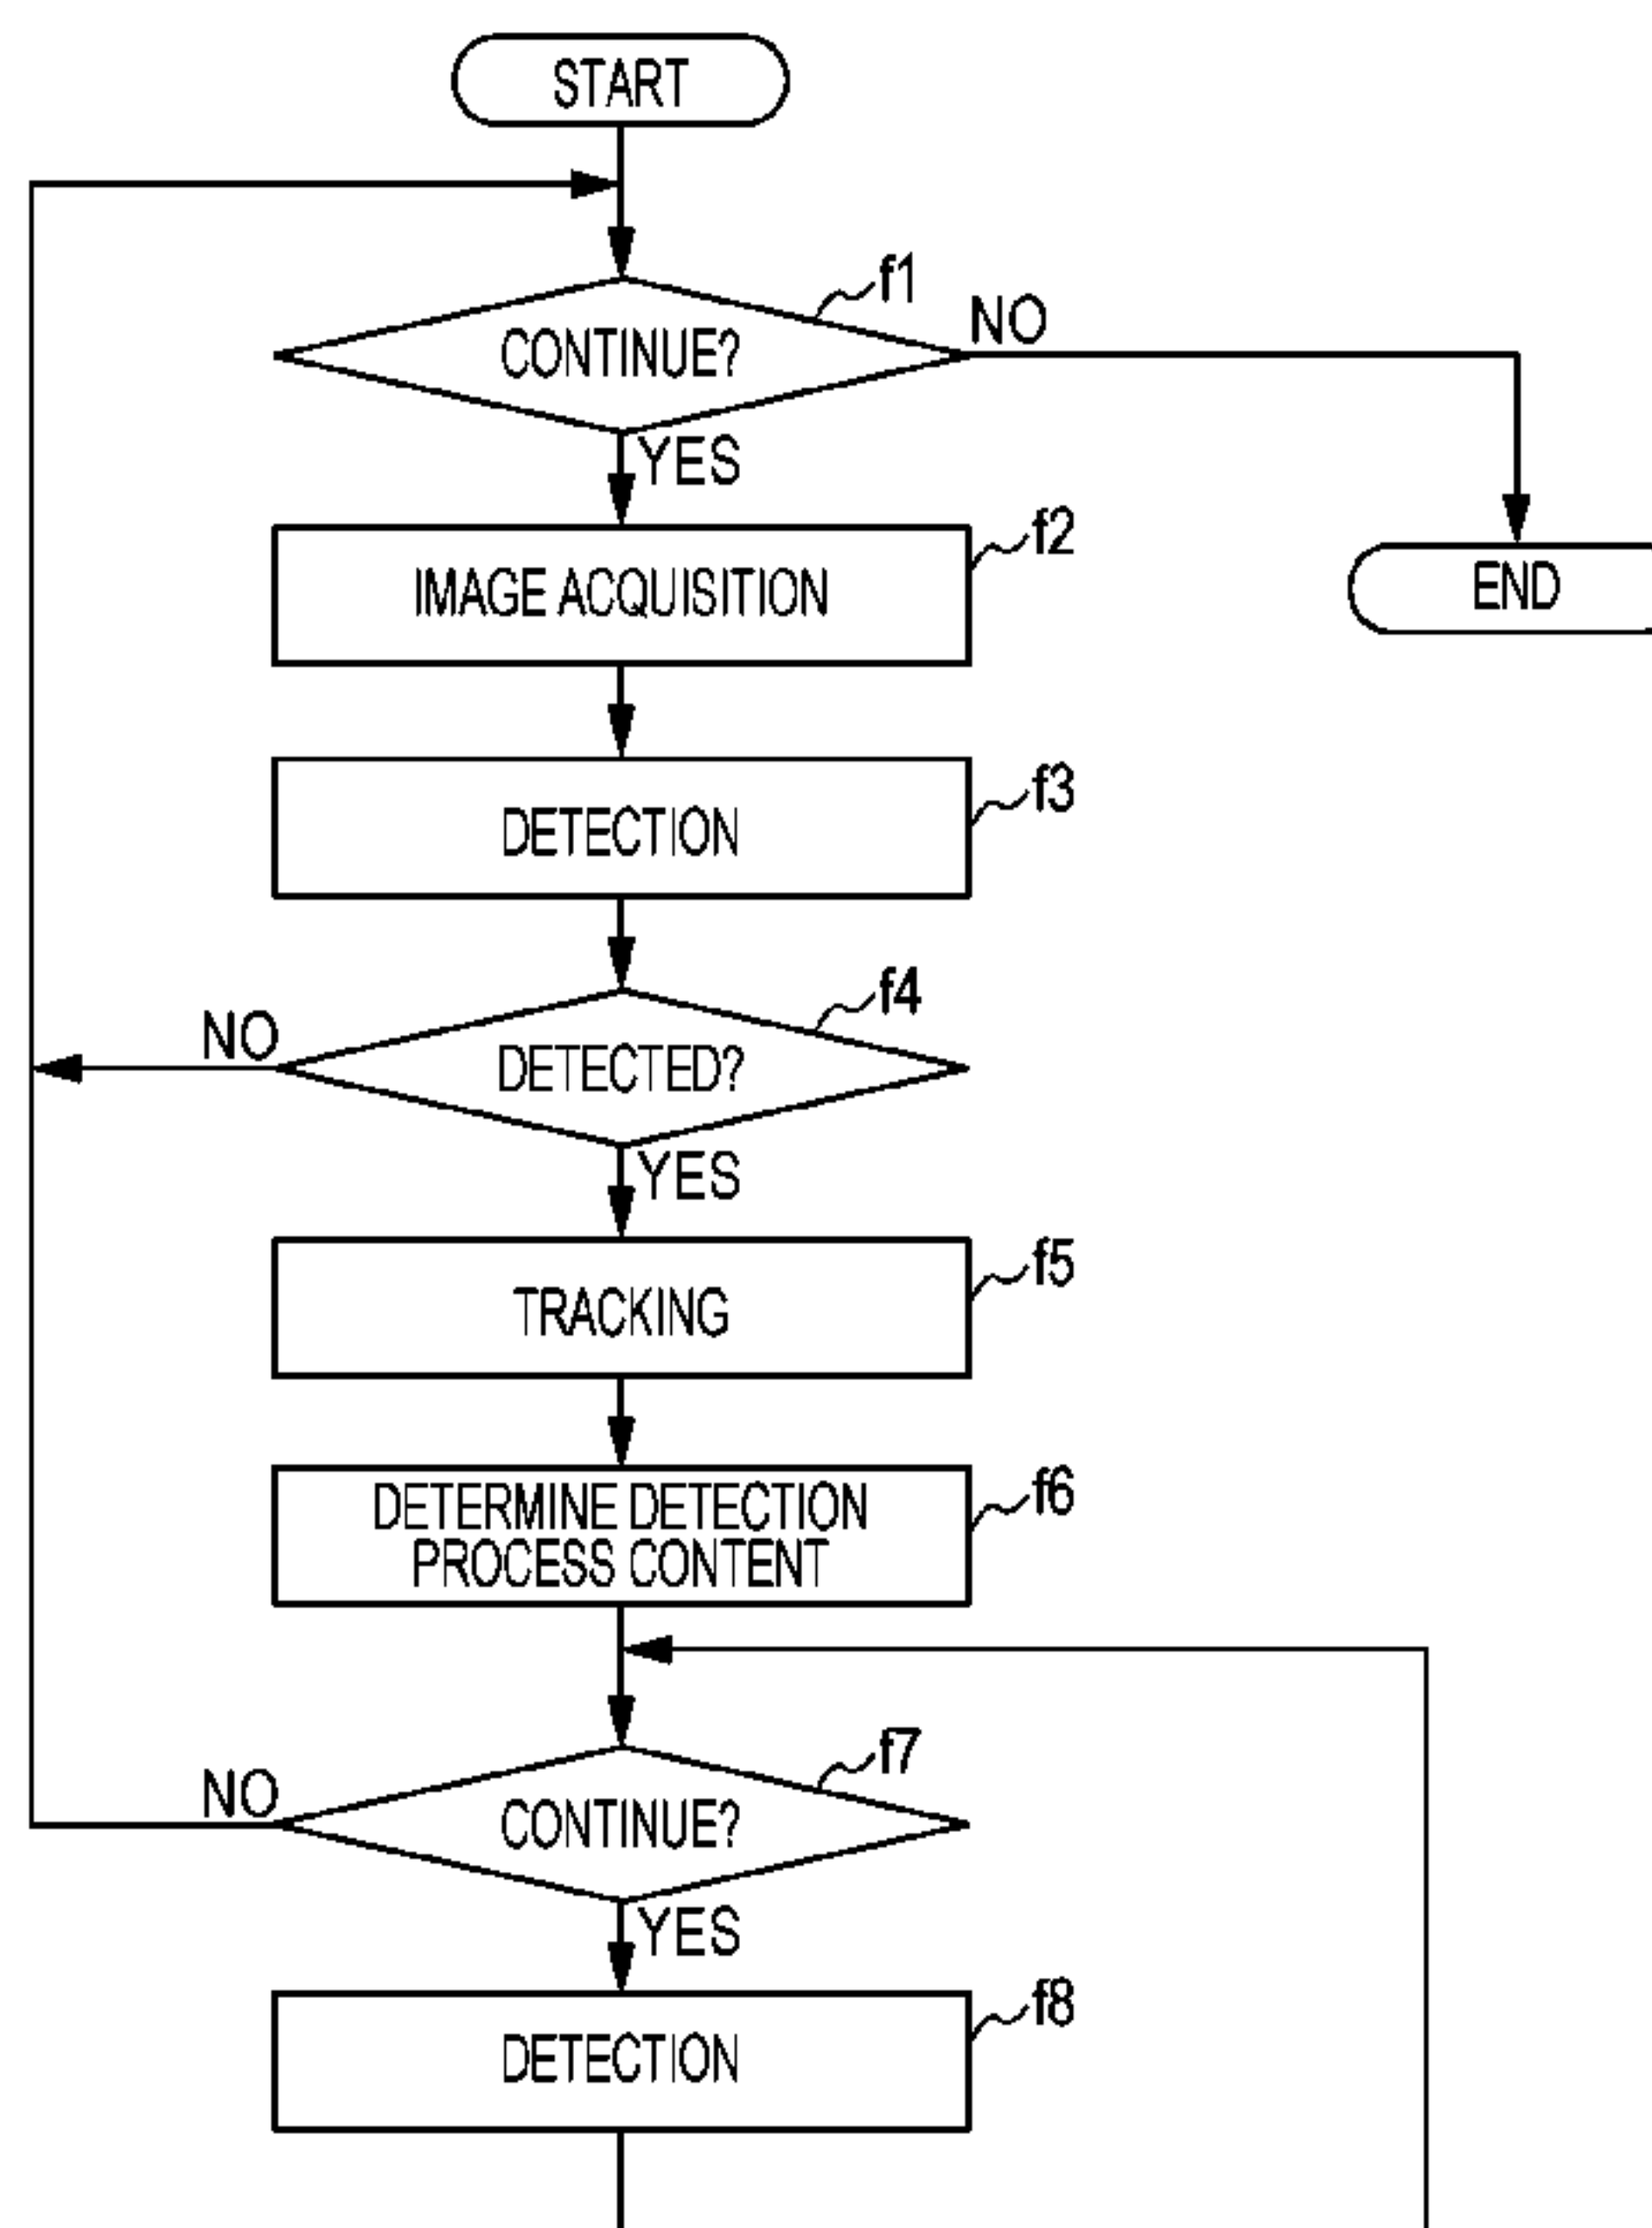 START
f1
CONTINUE?
NO
YES
f2
IMAGE ACQUISITION
END
f3
DETECTION
f4
NO
DETECTED?
YES
f5
TRACKING
f6
DETERMINE DETECTION
PROCESS CONTENT
f7
NO
CONTINUE?
YES
f8
DETECTION